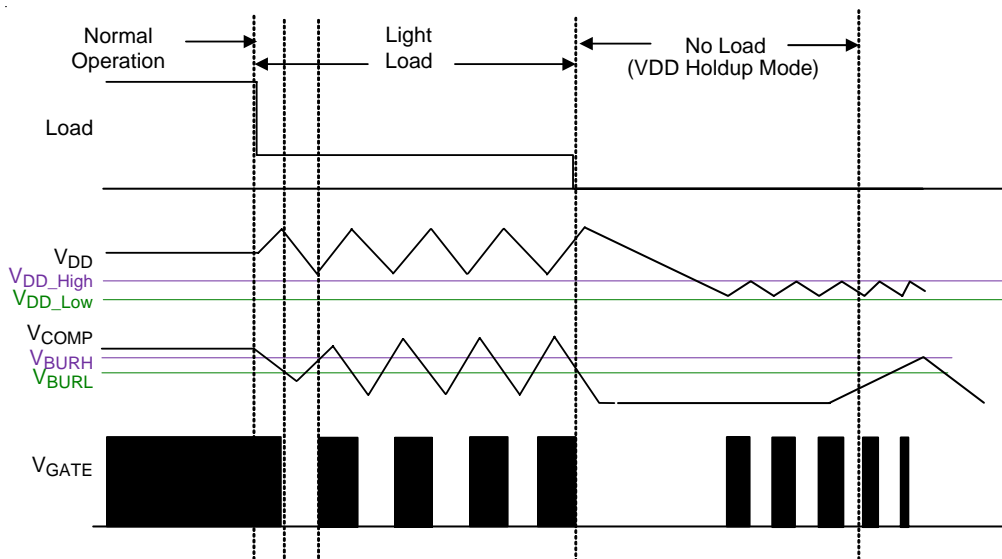 Normal
Operation
Light
Load
No Load
(VDD Holdup Mode)
Load
VDD
VDD_High
VDD_Low
VCOMP
VBURH
VBURL
VGATE